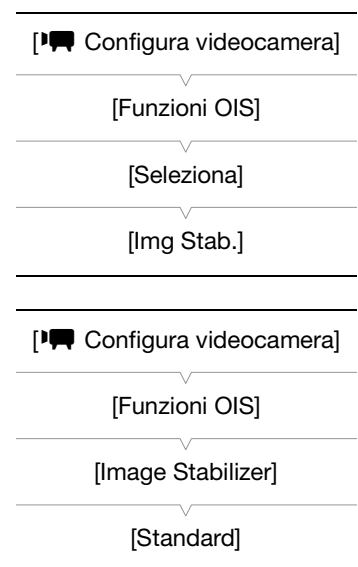 [ Configura videocamera]
[Funzioni OIS]
[Seleziona]
[Img Stab.]
[ Configura videocamera]
[Funzioni OIS]
[Image Stabilizer]
[Standard]